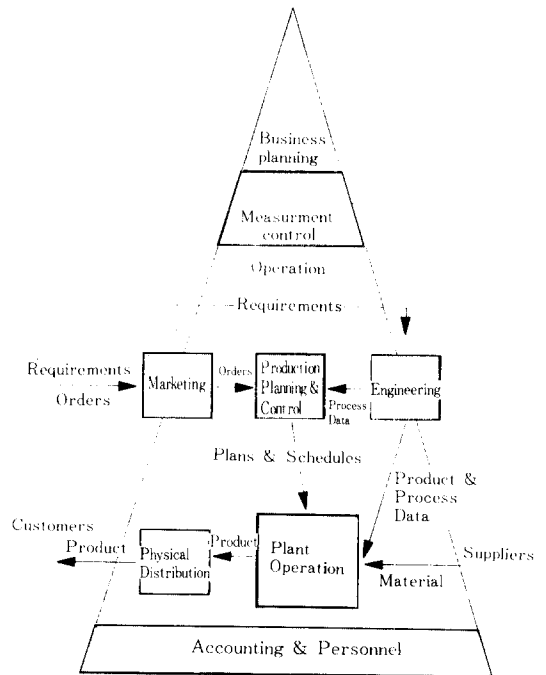 Business
planning
Measurment
control
Operation
Requirements
Requirements
Orders
Marketing
Orders
Production
Planning &
Control
Process
Data
Engineering
Plans & Schedules
Product &
Process
Data
Customers
Product
Physical
Distribution
Product
Plant
Operation
Suppliers
Material
Accounting & Personnel